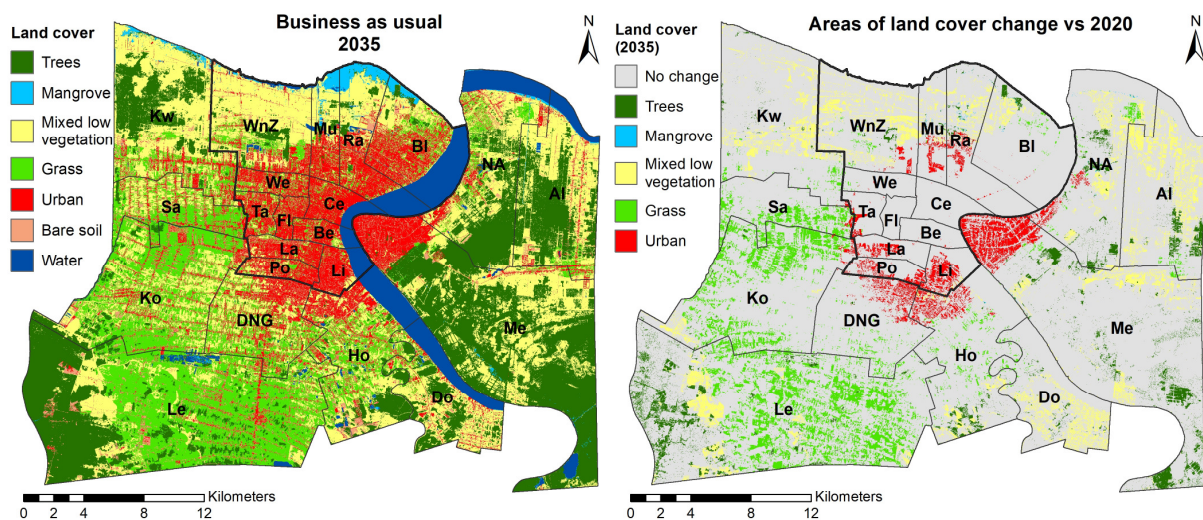 Business as usual
2035
N
Land cover
Trees
Mangrove
Mixed low
vegetation
Grass
Urban
Bare soil
Water
Kw
WnZ
Mu
Ra
Bl
NA
Al
We
Sa
Ta
Fl
Ce
Be
La
Po
Li
Ko
DNG
Me
Ho
Do
Le
0 2 4 8 12 Kilometers
Areas of land cover change vs 2020
N
Land cover
(2035)
No change
Trees
Mangrove
Mixed low
vegetation
Grass
Urban
Kw
WnZ
Mu
Ra
Bl
NA
Al
We
Sa
Ta
Fl
Ce
Be
La
Po
Li
Ko
DNG
Me
Ho
Do
Le
0 2 4 8 12 Kilometers